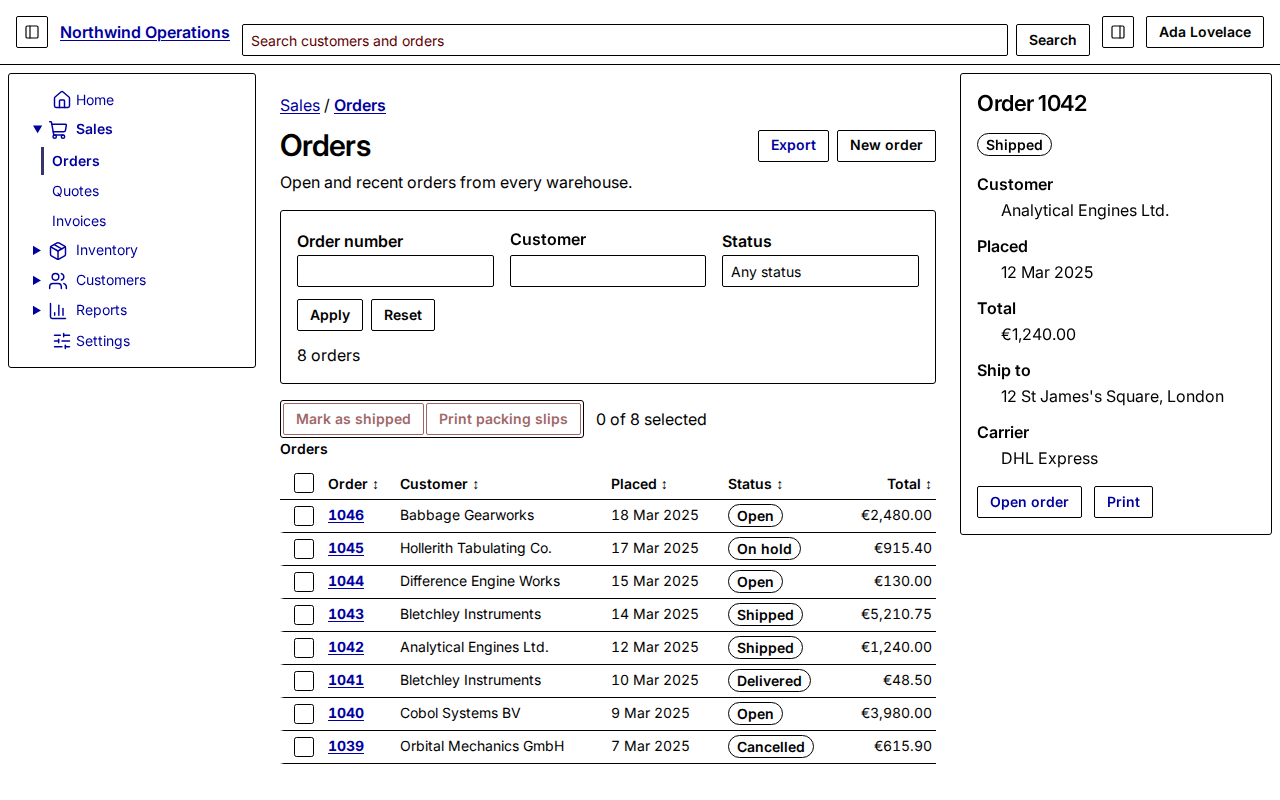 Northwind Operations
Search customers and orders
Search
Ada Lovelace
Home
Sales
Orders
Quotes
Invoices
Inventory
Customers
Reports
Settings
Sales / Orders
Orders
Export
New order
Open and recent orders from every warehouse.
Order number
Customer
Status
Any status
Apply
Reset
8 orders
Mark as shipped
Print packing slips
0 of 8 selected
Orders
Order ↕ Customer ↕ Placed ↕ Status ↕ Total ↕
1046 Babbage Gearworks 18 Mar 2025 Open €2,480.00
1045 Hollerith Tabulating Co. 17 Mar 2025 On hold €915.40
1044 Difference Engine Works 15 Mar 2025 Open €130.00
1043 Bletchley Instruments 14 Mar 2025 Shipped €5,210.75
1042 Analytical Engines Ltd. 12 Mar 2025 Shipped €1,240.00
1041 Bletchley Instruments 10 Mar 2025 Delivered €48.50
1040 Cobol Systems BV 9 Mar 2025 Open €3,980.00
1039 Orbital Mechanics GmbH 7 Mar 2025 Cancelled €615.90
Order 1042
Shipped
Customer
Analytical Engines Ltd.
Placed
12 Mar 2025
Total
€1,240.00
Ship to
12 St James's Square, London
Carrier
DHL Express
Open order
Print